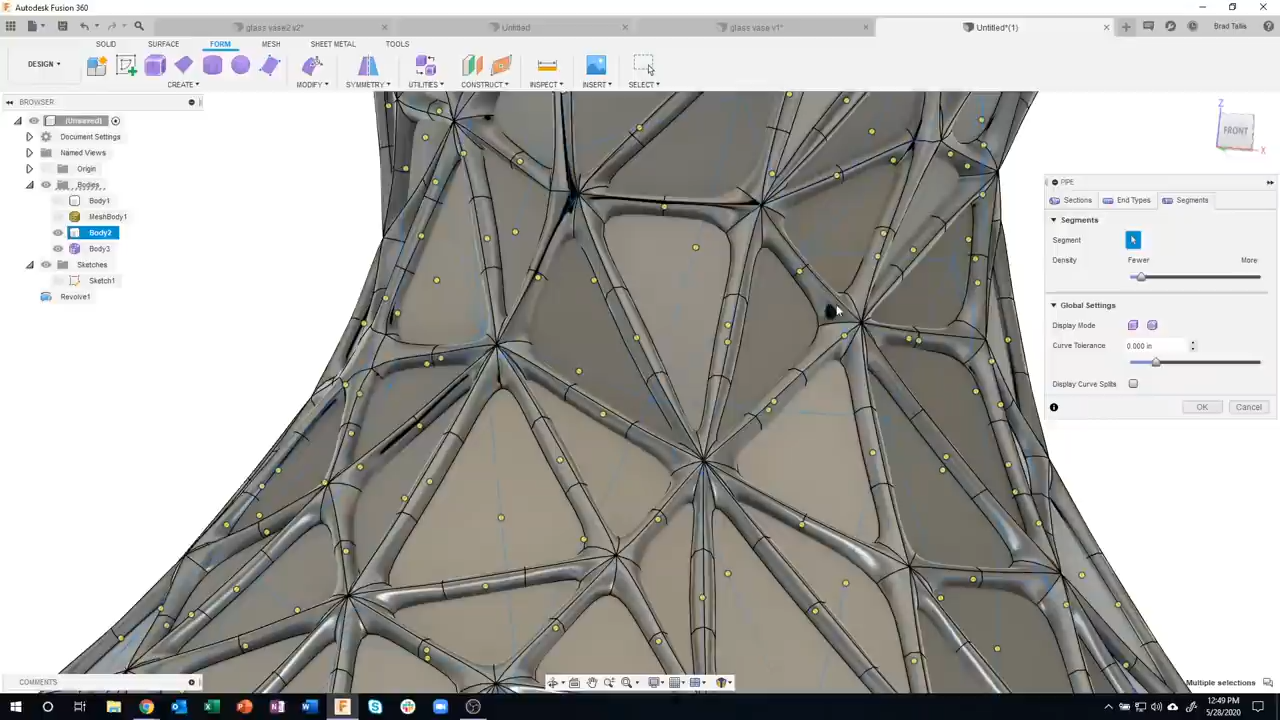 Autodesk Fusion 360
glass vase2 v2*
Untitled
glass vase v1*
Untitled*(1)
Brad Tallis
SOLID
SURFACE
FORM
MESH
SHEET METAL
TOOLS
DESIGN
CREATE
MODIFY
SYMMETRY
UTILITIES
CONSTRUCT
INSPECT
INSERT
SELECT
BROWSER
(Unsaved)
Document Settings
Named Views
Origin
Bodies
Body1
MeshBody1
Body2
Body3
Sketches
Sketch1
Revolve1
Z
FRONT
X
PIPE
Sections
End Types
Segments
Segments
Segment
Density
Fewer
More
Global Settings
Display Mode
Curve Tolerance
0.000 in
Display Curve Splits
OK
Cancel
COMMENTS
Multiple selections
12:49 PM
5/28/2020